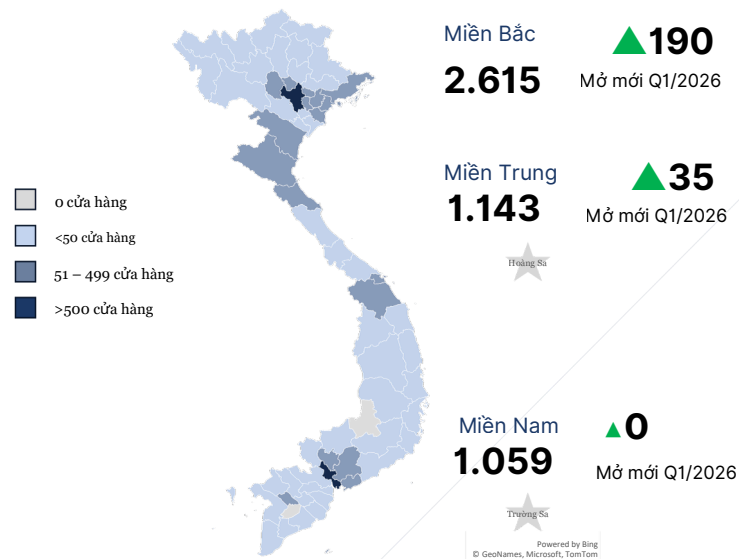 Miền Bắc
190
2.615
Mở mới Q1/2026
Miền Trung
35
1.143
Mở mới Q1/2026
0 cửa hàng
<50 cửa hàng
51 – 499 cửa hàng
>500 cửa hàng
Hoàng Sa
Miền Nam
0
1.059
Mở mới Q1/2026
Trường Sa
Powered by Bing
© GeoNames, Microsoft, TomTom